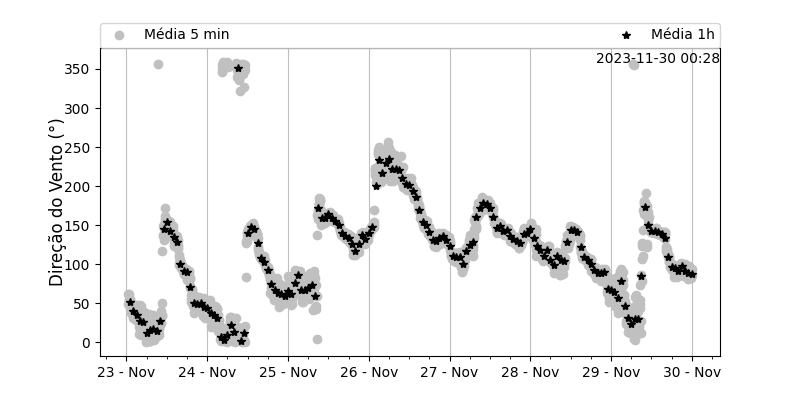 Média 5 min
Média 1h
2023-11-30 00:28
Direção do Vento (°)
350
300
250
200
150
100
50
0
23 - Nov
24 - Nov
25 - Nov
26 - Nov
27 - Nov
28 - Nov
29 - Nov
30 - Nov